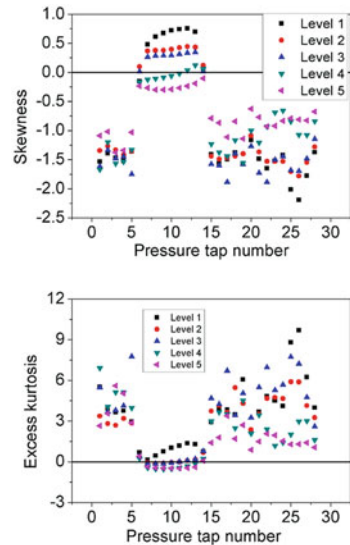 1.0
0.5
0.0
-0.5
-1.0
-1.5
-2.0
-2.5
Skewness
Level 1
Level 2
Level 3
Level 4
Level 5
0 5 10 15 20 25 30
Pressure tap number
12
9
6
3
0
-3
Excess kurtosis
Level 1
Level 2
Level 3
Level 4
Level 5
0 5 10 15 20 25 30
Pressure tap number